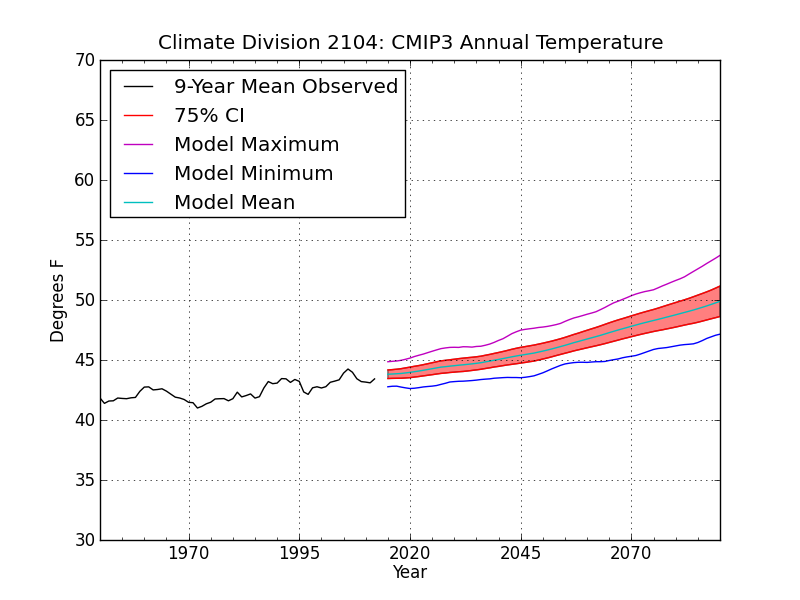 Climate Division 2104: CMIP3 Annual Temperature
70
65
60
55
50
45
40
35
30
Degrees F
9-Year Mean Observed
75% CI
Model Maximum
Model Minimum
Model Mean
1970
1995
2020
2045
2070
Year